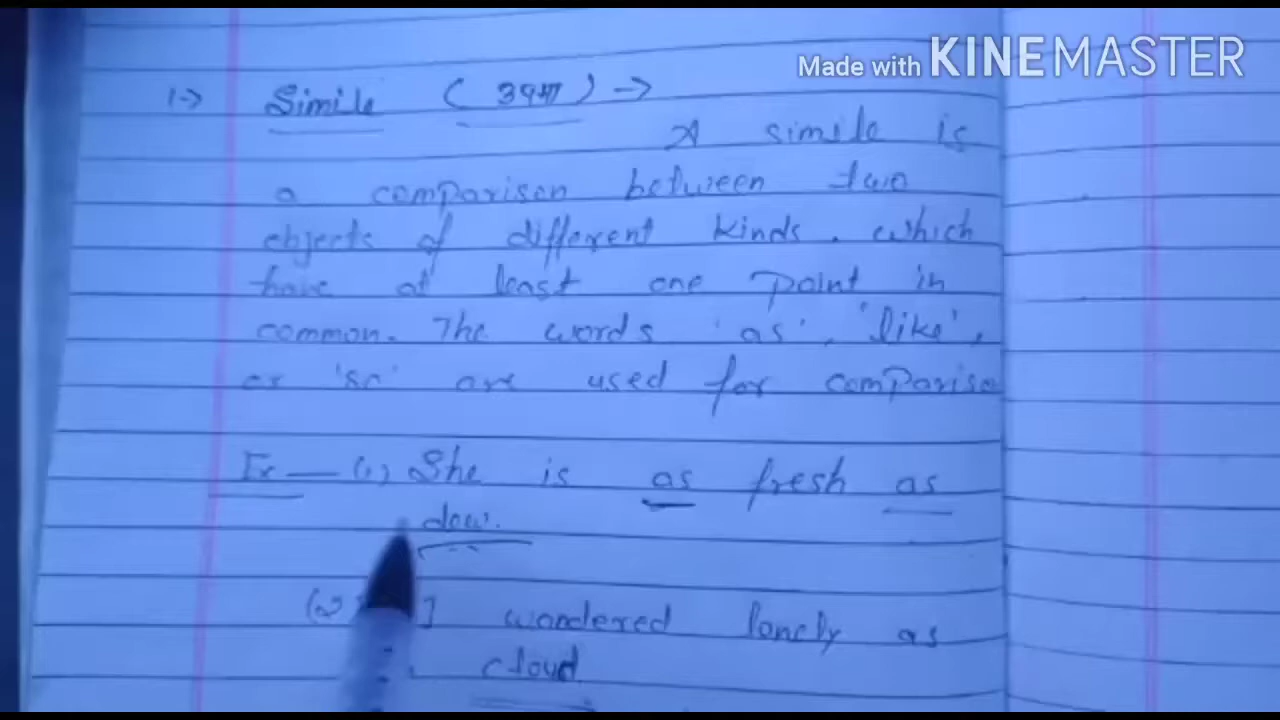 Made with KINEMASTER
1→ Simile (उपमा) →
A simile is
a comparison between two
objects of different kinds. which
have at least one point in
common. The words 'as', 'like',
or 'so' are used for compariso
Ex — (1) She is as fresh as
dew.
(2) I wandered lonely as
cloud